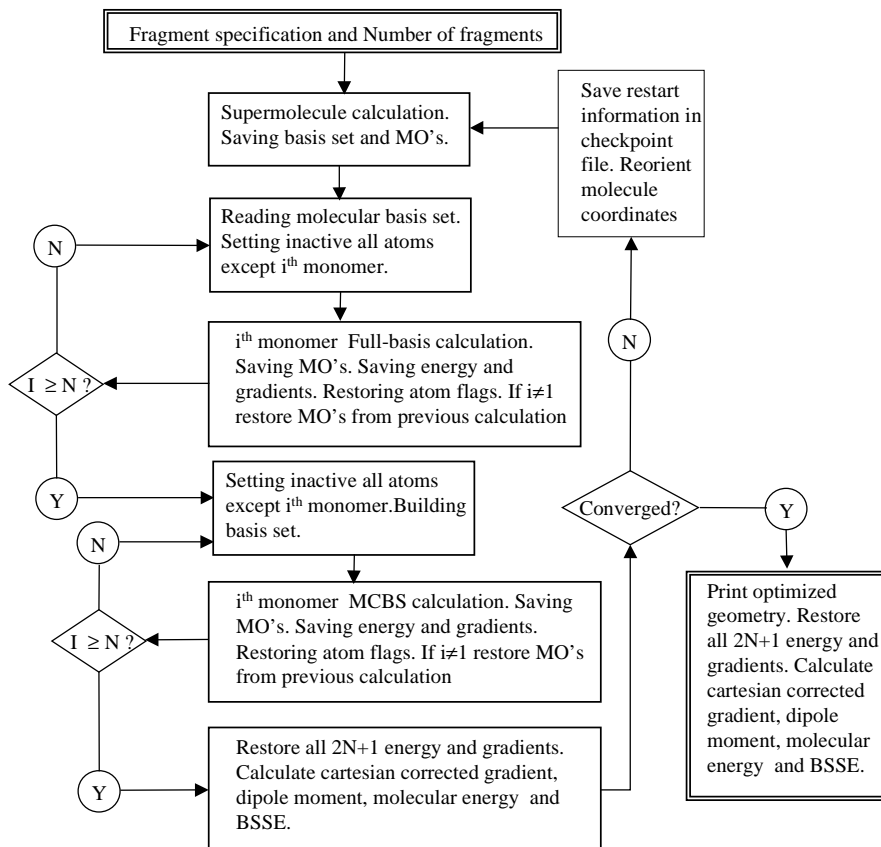 Fragment specification and Number of fragments
Supermolecule calculation.
Saving basis set and MO's.
Save restart
information in
checkpoint
file. Reorient
molecule
coordinates
Reading molecular basis set.
Setting inactive all atoms
except ith monomer.
N
ith monomer Full-basis calculation.
Saving MO's. Saving energy and
gradients. Restoring atom flags. If i≠1
restore MO's from previous calculation
N
I ≥ N ?
Setting inactive all atoms
except ith monomer.Building
basis set.
Y
Converged?
Y
N
ith monomer MCBS calculation. Saving
MO's. Saving energy and gradients.
Restoring atom flags. If i≠1 restore MO's
from previous calculation
I ≥ N ?
Print optimized
geometry. Restore
all 2N+1 energy and
gradients. Calculate
cartesian corrected
gradient, dipole
moment, molecular
energy and BSSE.
Restore all 2N+1 energy and gradients.
Calculate cartesian corrected gradient,
dipole moment, molecular energy and
BSSE.
Y